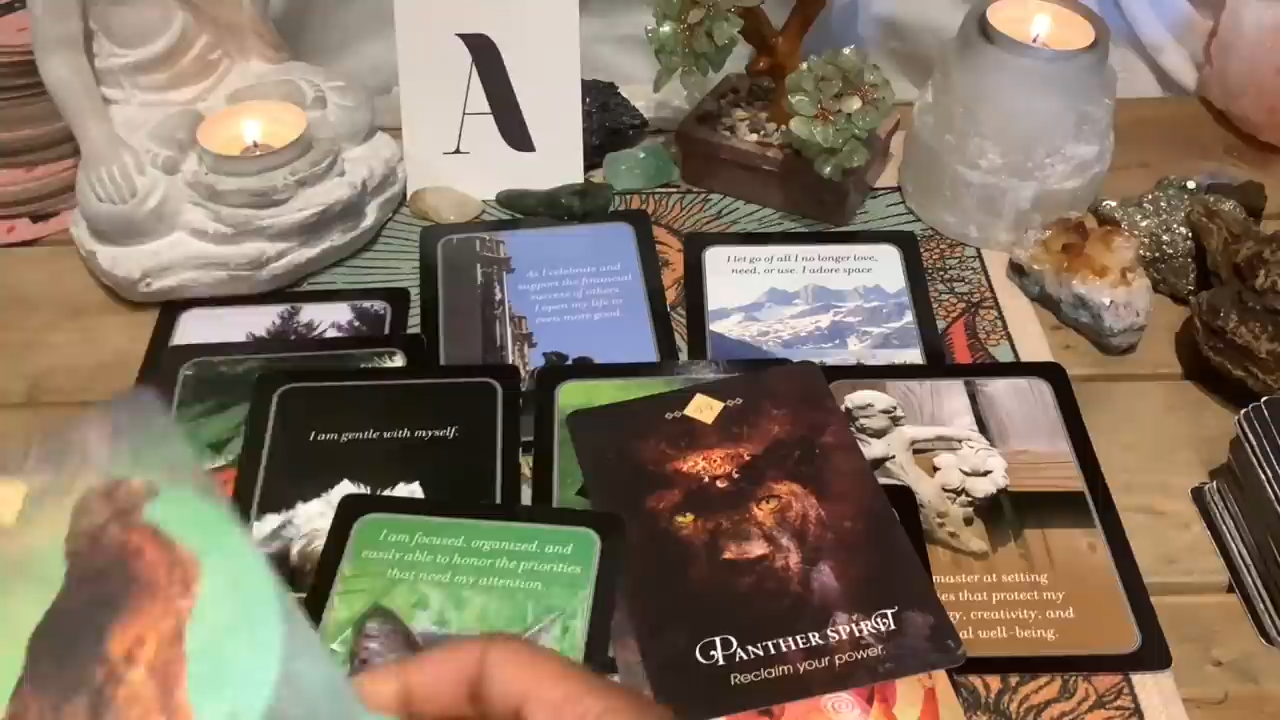 A
As I celebrate and
support the financial
success of others
I open my life to
even more good.
I let go of all I no longer love,
need, or use. I adore space
I am gentle with myself.
I am focused, organized, and
easily able to honor the priorities
that need my attention.
PANTHER SPIRIT
Reclaim your power.
master at setting
that protect my
creativity, and
well-being.